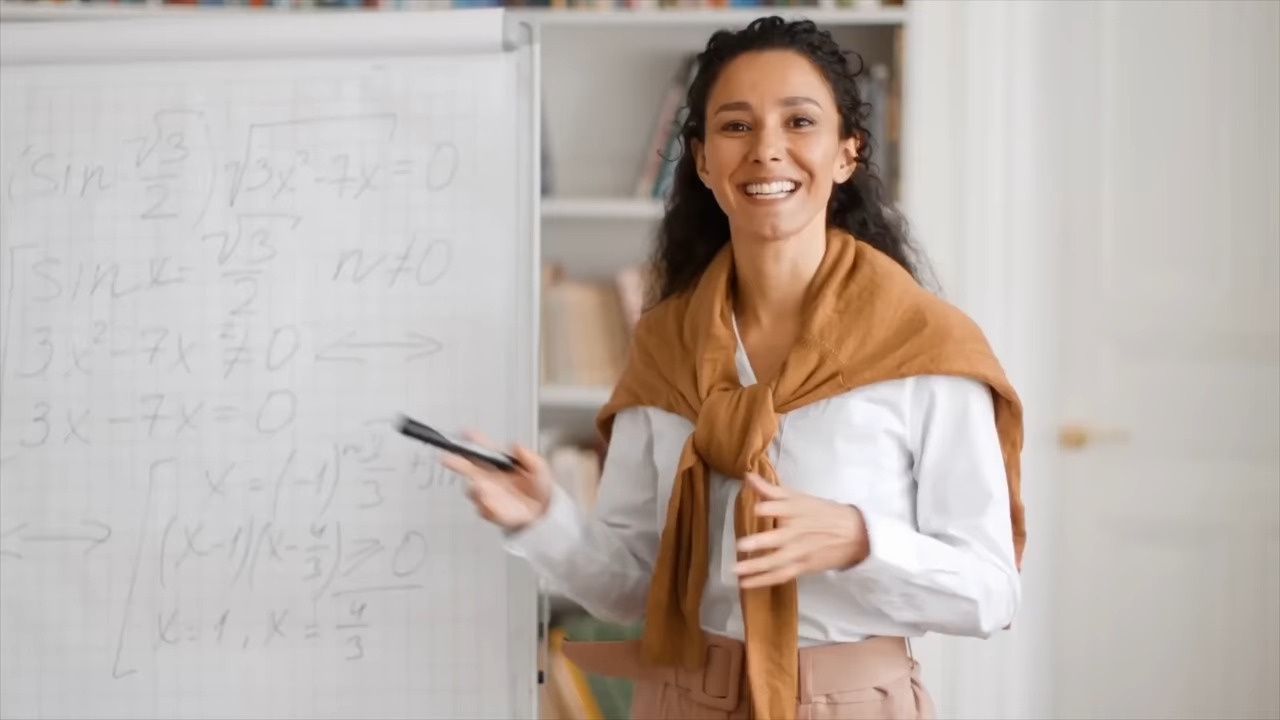 (Sin √3/2) √3x²-7x = 0
Sin x = √3/2 n≠0
3x²-7x ≠ 0 ↔
3x-7x = 0
x = (-1)ⁿ /3
↔ (x-1)(x-4/3) ≥ 0
x=1, x = 4/3